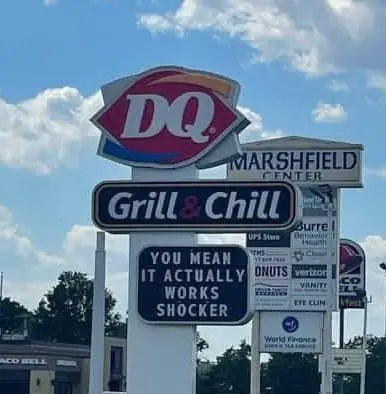 DQ®
Grill & Chill
YOU MEAN
IT ACTUALLY
WORKS
SHOCKER
MARSHFIELD
CENTER
UPS Store
Burrell
Behavioral
Health
DONUTS
verizon
VANITY
EYE CLIN
World Finance
TACO BELL